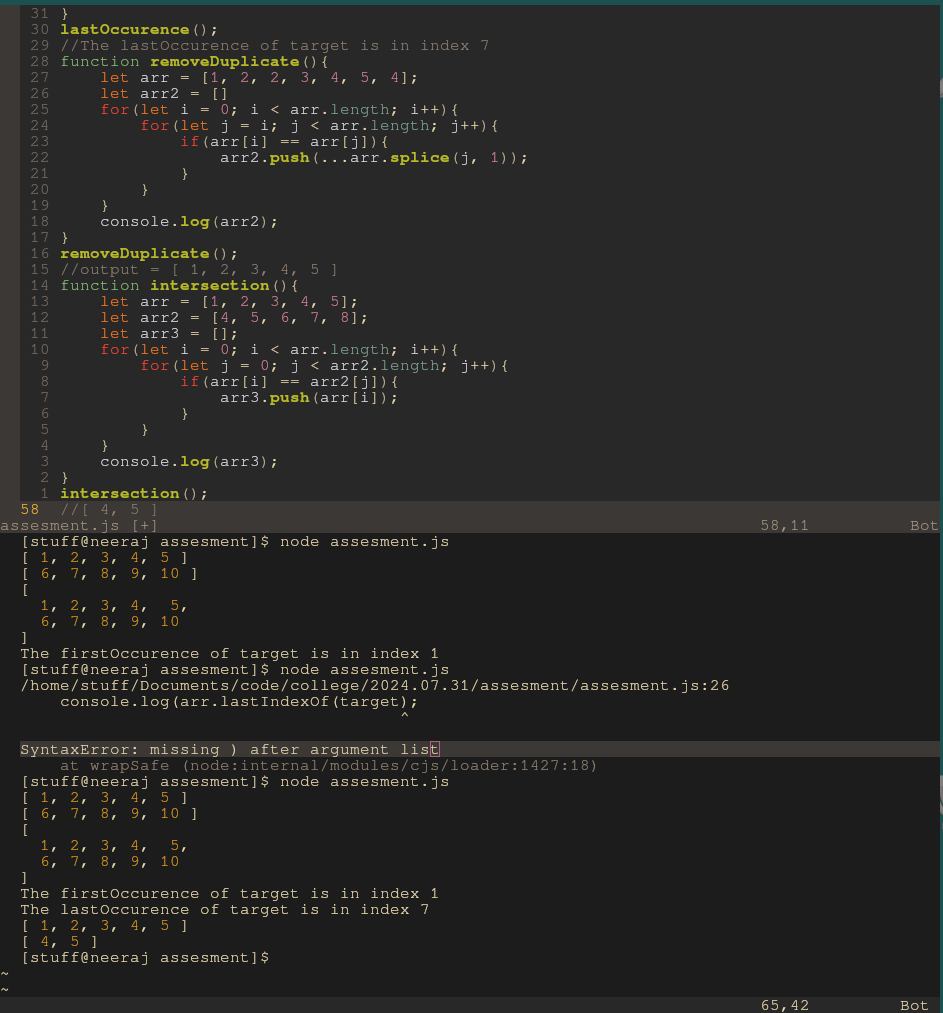 31 }
30 lastOccurence();
29 //The lastOccurence of target is in index 7
28 function removeDuplicate(){
27     let arr = [1, 2, 2, 3, 4, 5, 4];
26     let arr2 = []
25     for(let i = 0; i < arr.length; i++){
24         for(let j = i; j < arr.length; j++){
23             if(arr[i] == arr[j]){
22                 arr2.push(...arr.splice(j, 1));
21             }
20         }
19     }
18     console.log(arr2);
17 }
16 removeDuplicate();
15 //output = [ 1, 2, 3, 4, 5 ]
14 function intersection(){
13     let arr = [1, 2, 3, 4, 5];
12     let arr2 = [4, 5, 6, 7, 8];
11     let arr3 = [];
10     for(let i = 0; i < arr.length; i++){
9         for(let j = 0; j < arr2.length; j++){
8             if(arr[i] == arr2[j]){
7                 arr3.push(arr[i]);
6             }
5         }
4     }
3     console.log(arr3);
2 }
1 intersection();
58 //[ 4, 5 ]
assesment.js [+] 58,11 Bot
[stuff@neeraj assesment]$ node assesment.js
[ 1, 2, 3, 4, 5 ]
[ 6, 7, 8, 9, 10 ]
[
  1, 2, 3, 4,  5,
  6, 7, 8, 9, 10
]
The firstOccurence of target is in index 1
[stuff@neeraj assesment]$ node assesment.js
/home/stuff/Documents/code/college/2024.07.31/assesment/assesment.js:26
    console.log(arr.lastIndexOf(target);
                                      ^
SyntaxError: missing ) after argument list
    at wrapSafe (node:internal/modules/cjs/loader:1427:18)
[stuff@neeraj assesment]$ node assesment.js
[ 1, 2, 3, 4, 5 ]
[ 6, 7, 8, 9, 10 ]
[
  1, 2, 3, 4,  5,
  6, 7, 8, 9, 10
]
The firstOccurence of target is in index 1
The lastOccurence of target is in index 7
[ 1, 2, 3, 4, 5 ]
[ 4, 5 ]
[stuff@neeraj assesment]$
~
~
65,42 Bot